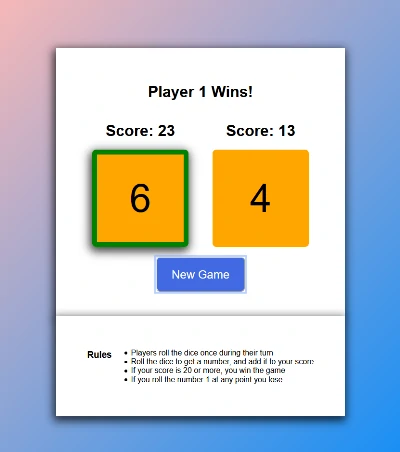 Player 1 Wins!
Score: 23 Score: 13
6 4
New Game
Rules
Players roll the dice once during their turn
Roll the dice to get a number, and add it to your score
If your score is 20 or more, you win the game
If you roll the number 1 at any point you lose